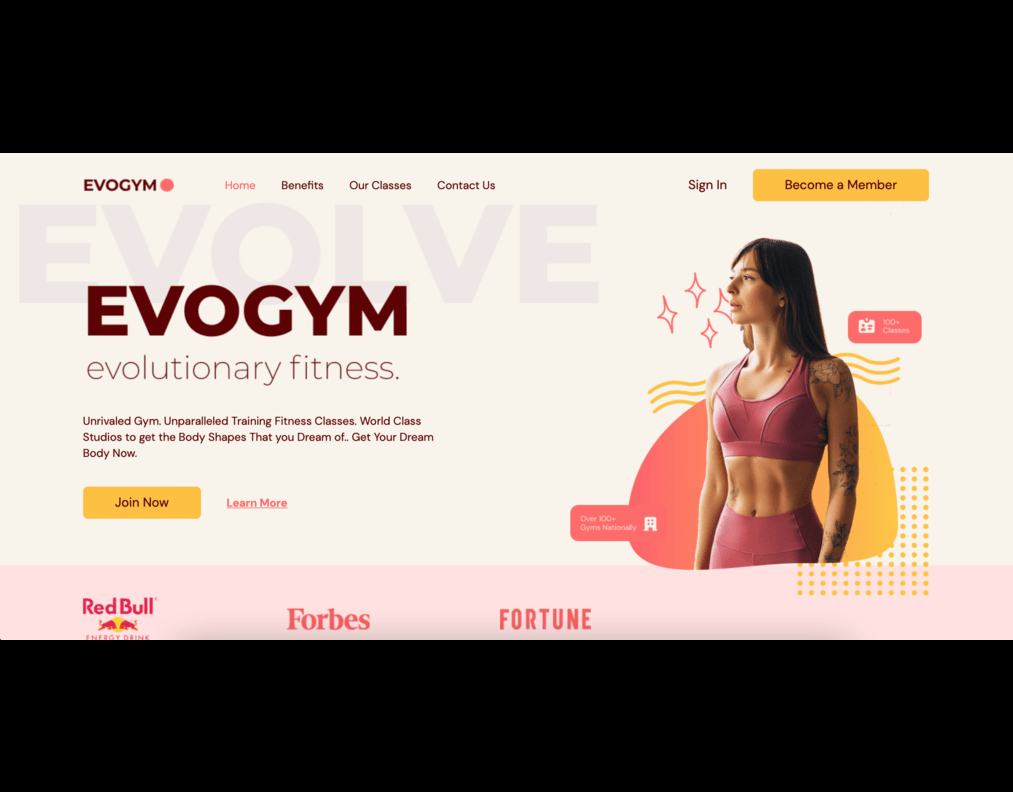 EVOGYM
Home
Benefits
Our Classes
Contact Us
Sign In
Become a Member
EVOLVE
EVOGYM
evolutionary fitness.
Unrivaled Gym. Unparalleled Training Fitness Classes. World Class
Studios to get the Body Shapes That you Dream of.. Get Your Dream
Body Now.
Join Now
Learn More
100+
Classes
Over 100+
Gyms Nationally
Red Bull
ENERGY DRINK
Forbes
FORTUNE